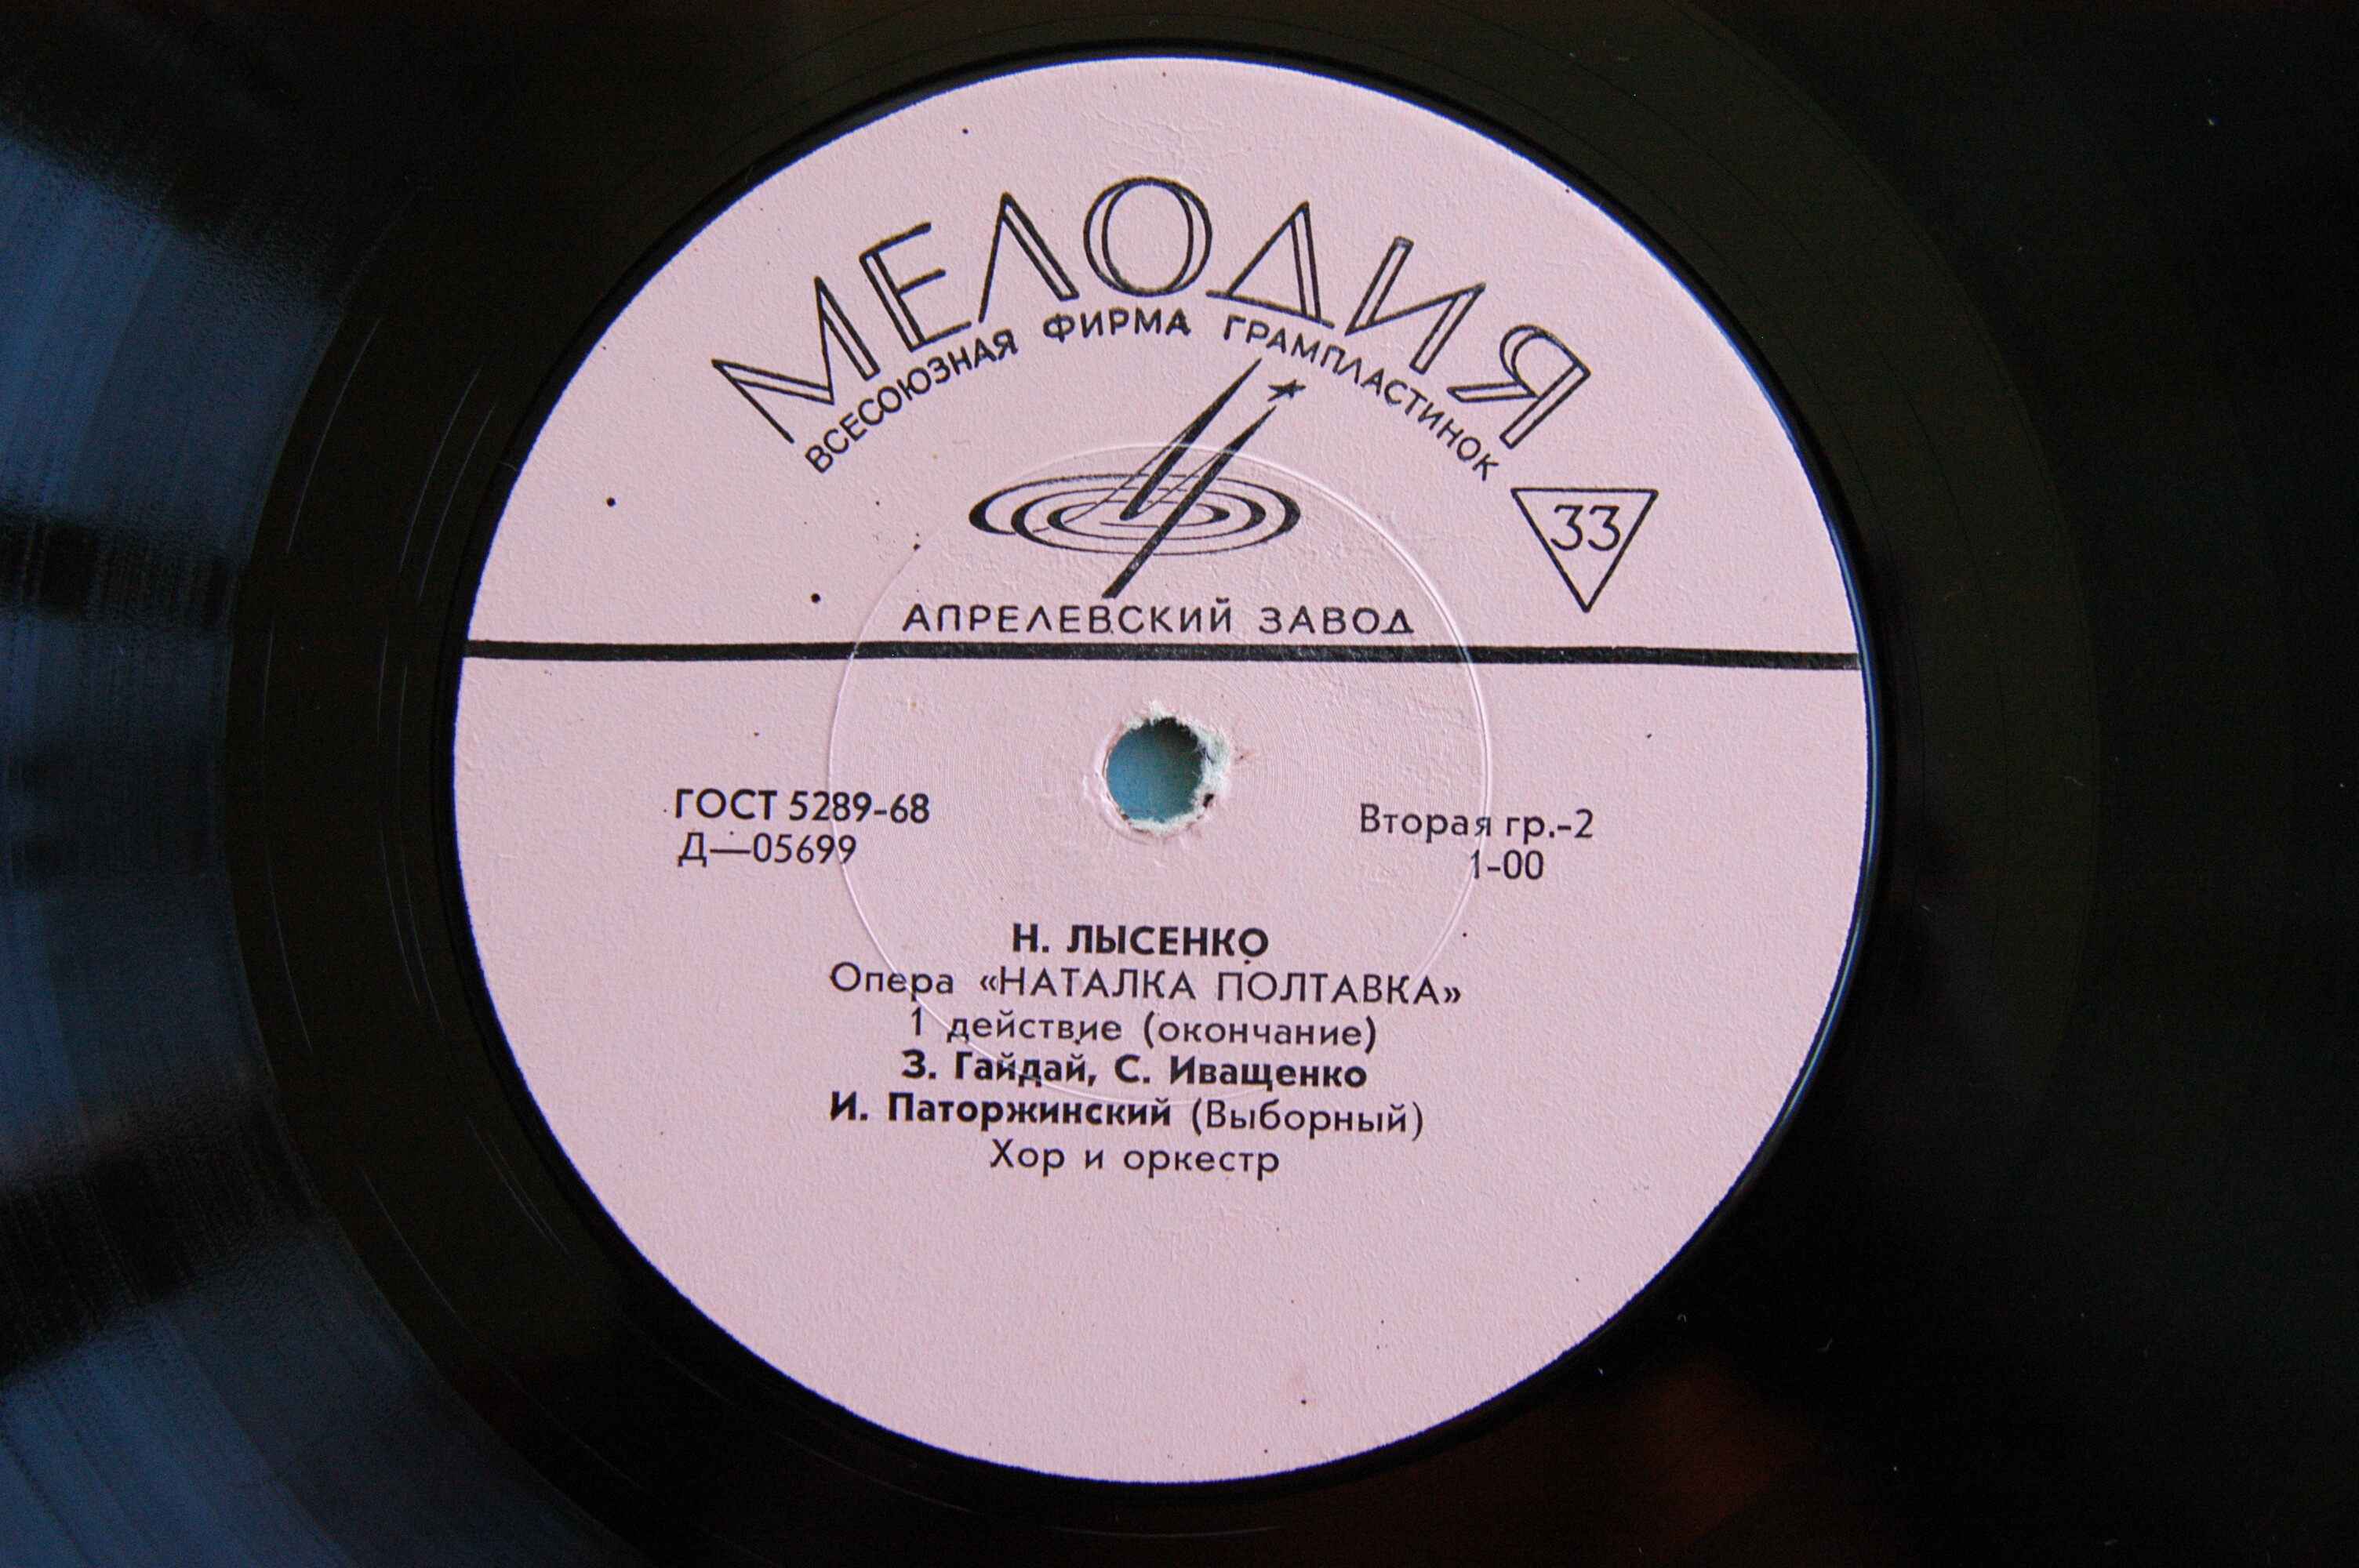 МЕЛОДИЯ
ВСЕСОЮЗНАЯ ФИРМА ГРАМПЛАСТИНОК
33
АПРЕЛЕВСКИЙ ЗАВОД
ГОСТ 5289-68
Д—05699
Вторая гр.-2
1-00
Н. ЛЫСЕНКО
Опера «НАТАЛКА ПОЛТАВКА»
1 действие (окончание)
З. Гайдай, С. Иващенко
И. Паторжинский (Выборный)
Хор и оркестр